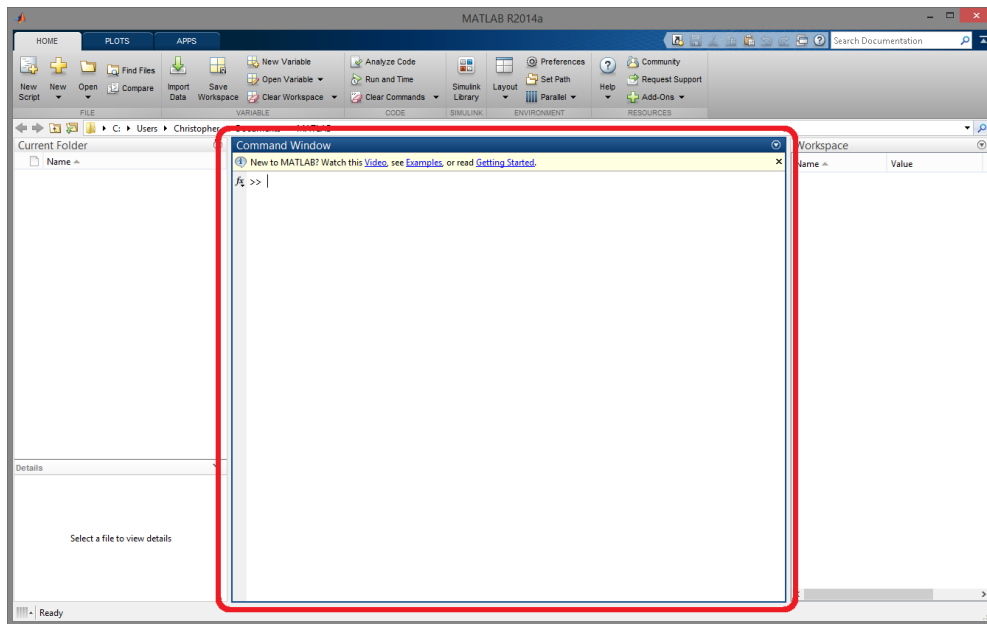 MATLAB R2014a
HOME PLOTS APPS Search Documentation
New Script
New
Open
Find Files
Compare
Import Data
Save Workspace
New Variable
Open Variable
Clear Workspace
Analyze Code
Run and Time
Clear Commands
Simulink Library
Layout
Preferences
Set Path
Parallel
Help
Community
Request Support
Add-Ons
FILE VARIABLE CODE SIMULINK ENVIRONMENT RESOURCES
C: Users Christopher Documents MATLAB
Current Folder
Name
Command Window
New to MATLAB? Watch this Video, see Examples, or read Getting Started.
fx >>
Workspace
Name Value
Details
Select a file to view details
Ready